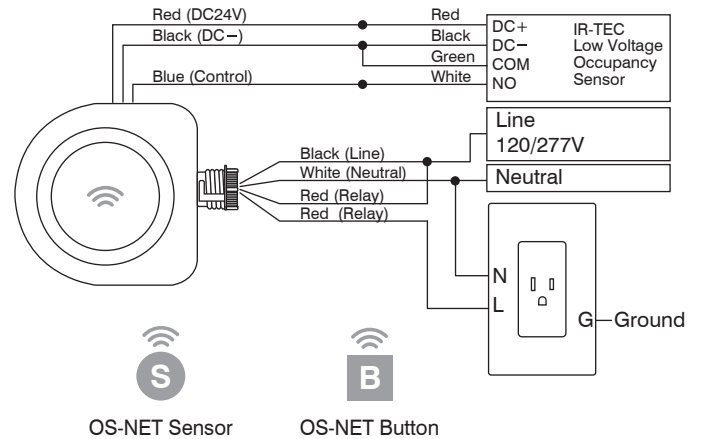 Red (DC24V)
Red
Black (DC−)
Black
Green
Blue (Control)
White
DC+
DC−
COM
NO
IR-TEC
Low Voltage
Occupancy
Sensor
Line
120/277V
Black (Line)
White (Neutral)
Neutral
Red (Relay)
Red (Relay)
N
L
G
Ground
S
B
OS-NET Sensor
OS-NET Button